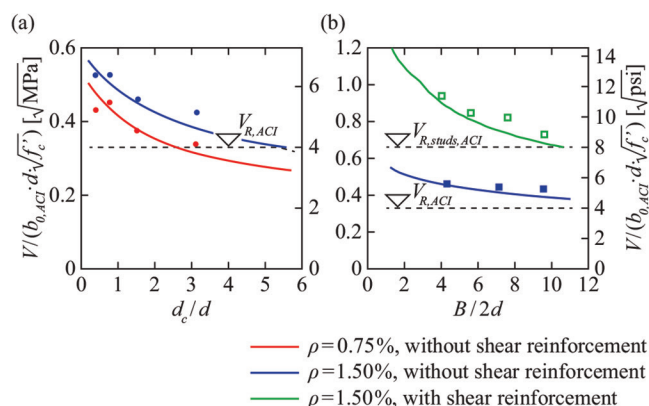 (a)
(b)
V/(b0,ACI·d·√fc') [√MPa]
0.6
0.4
0.2
0
6
4
2
0
VR,ACI
0 1 2 3 4 5 6
dc/d
1.2
1.0
0.8
0.6
0.4
0.2
0
14
12
10
8
6
4
2
0
VR,studs,ACI
VR,ACI
0 2 4 6 8 10 12
B/2d
V/(b0,ACI·d·√fc') [√psi]
ρ=0.75%, without shear reinforcement
ρ=1.50%, without shear reinforcement
ρ=1.50%, with shear reinforcement